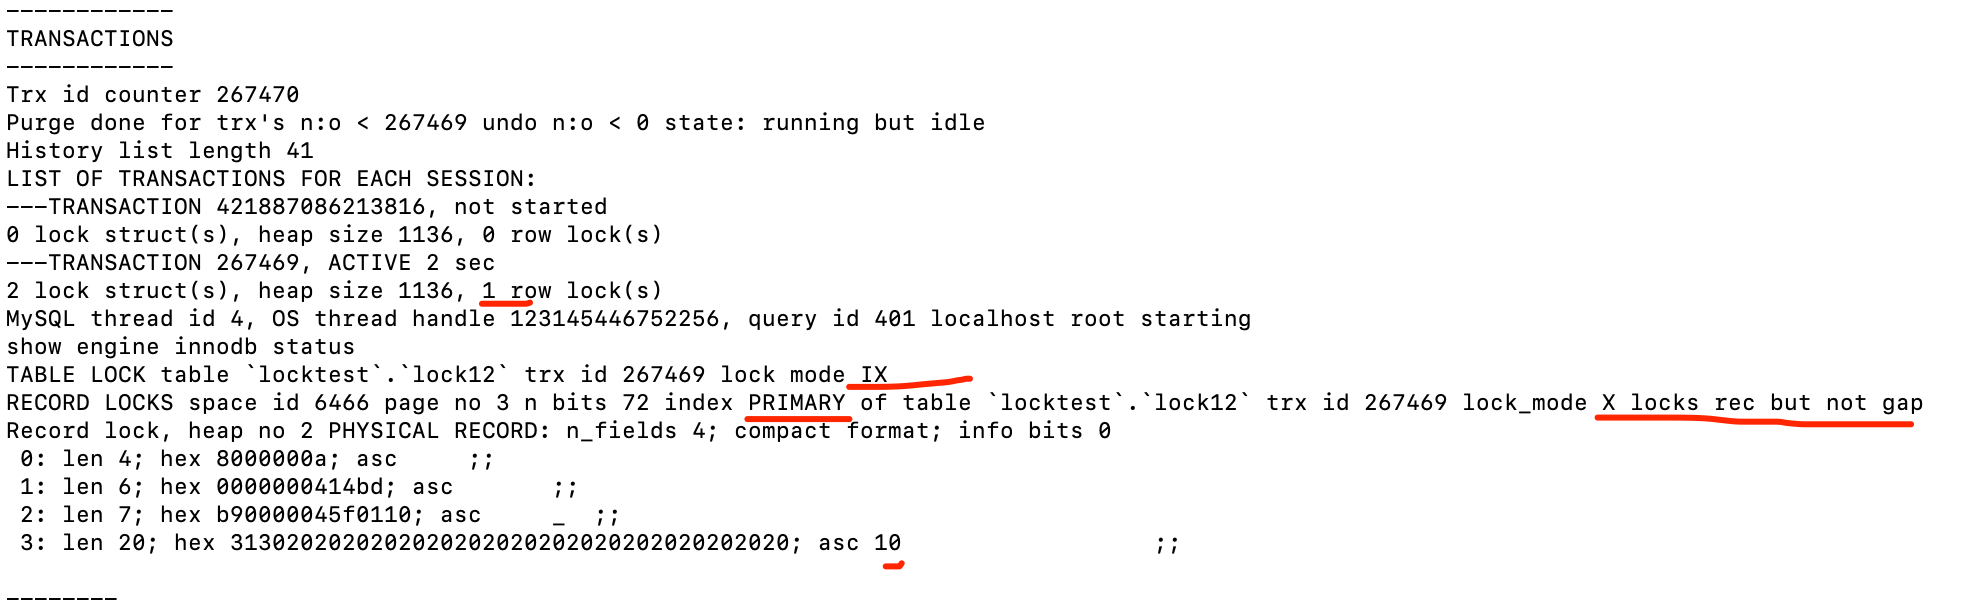 ------------
TRANSACTIONS
------------
Trx id counter 267470
Purge done for trx's n:o < 267469 undo n:o < 0 state: running but idle
History list length 41
LIST OF TRANSACTIONS FOR EACH SESSION:
---TRANSACTION 421887086213816, not started
0 lock struct(s), heap size 1136, 0 row lock(s)
---TRANSACTION 267469, ACTIVE 2 sec
2 lock struct(s), heap size 1136, 1 row lock(s)
MySQL thread id 4, OS thread handle 123145446752256, query id 401 localhost root starting
show engine innodb status
TABLE LOCK table `locktest`.`lock12` trx id 267469 lock mode IX
RECORD LOCKS space id 6466 page no 3 n bits 72 index PRIMARY of table `locktest`.`lock12` trx id 267469 lock_mode X locks rec but not gap
Record lock, heap no 2 PHYSICAL RECORD: n_fields 4; compact format; info bits 0
 0: len 4; hex 8000000a; asc     ;;
 1: len 6; hex 0000000414bd; asc       ;;
 2: len 7; hex b90000045f0110; asc     _  ;;
 3: len 20; hex 3130202020202020202020202020202020202020; asc 10                  ;;
--------